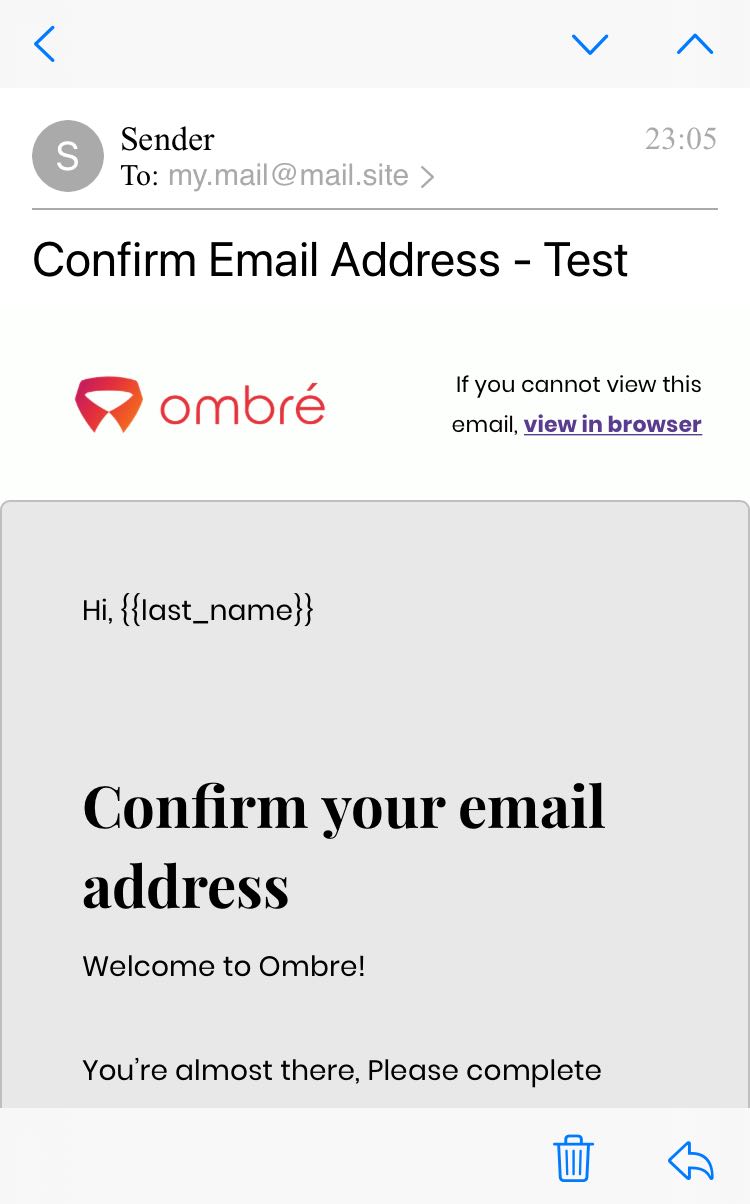 S
Sender
23:05
To: my.mail@mail.site
Confirm Email Address - Test
ombré
If you cannot view this
email, view in browser
Hi, {{last_name}}
Confirm your email
address
Welcome to Ombre!
You’re almost there, Please complete